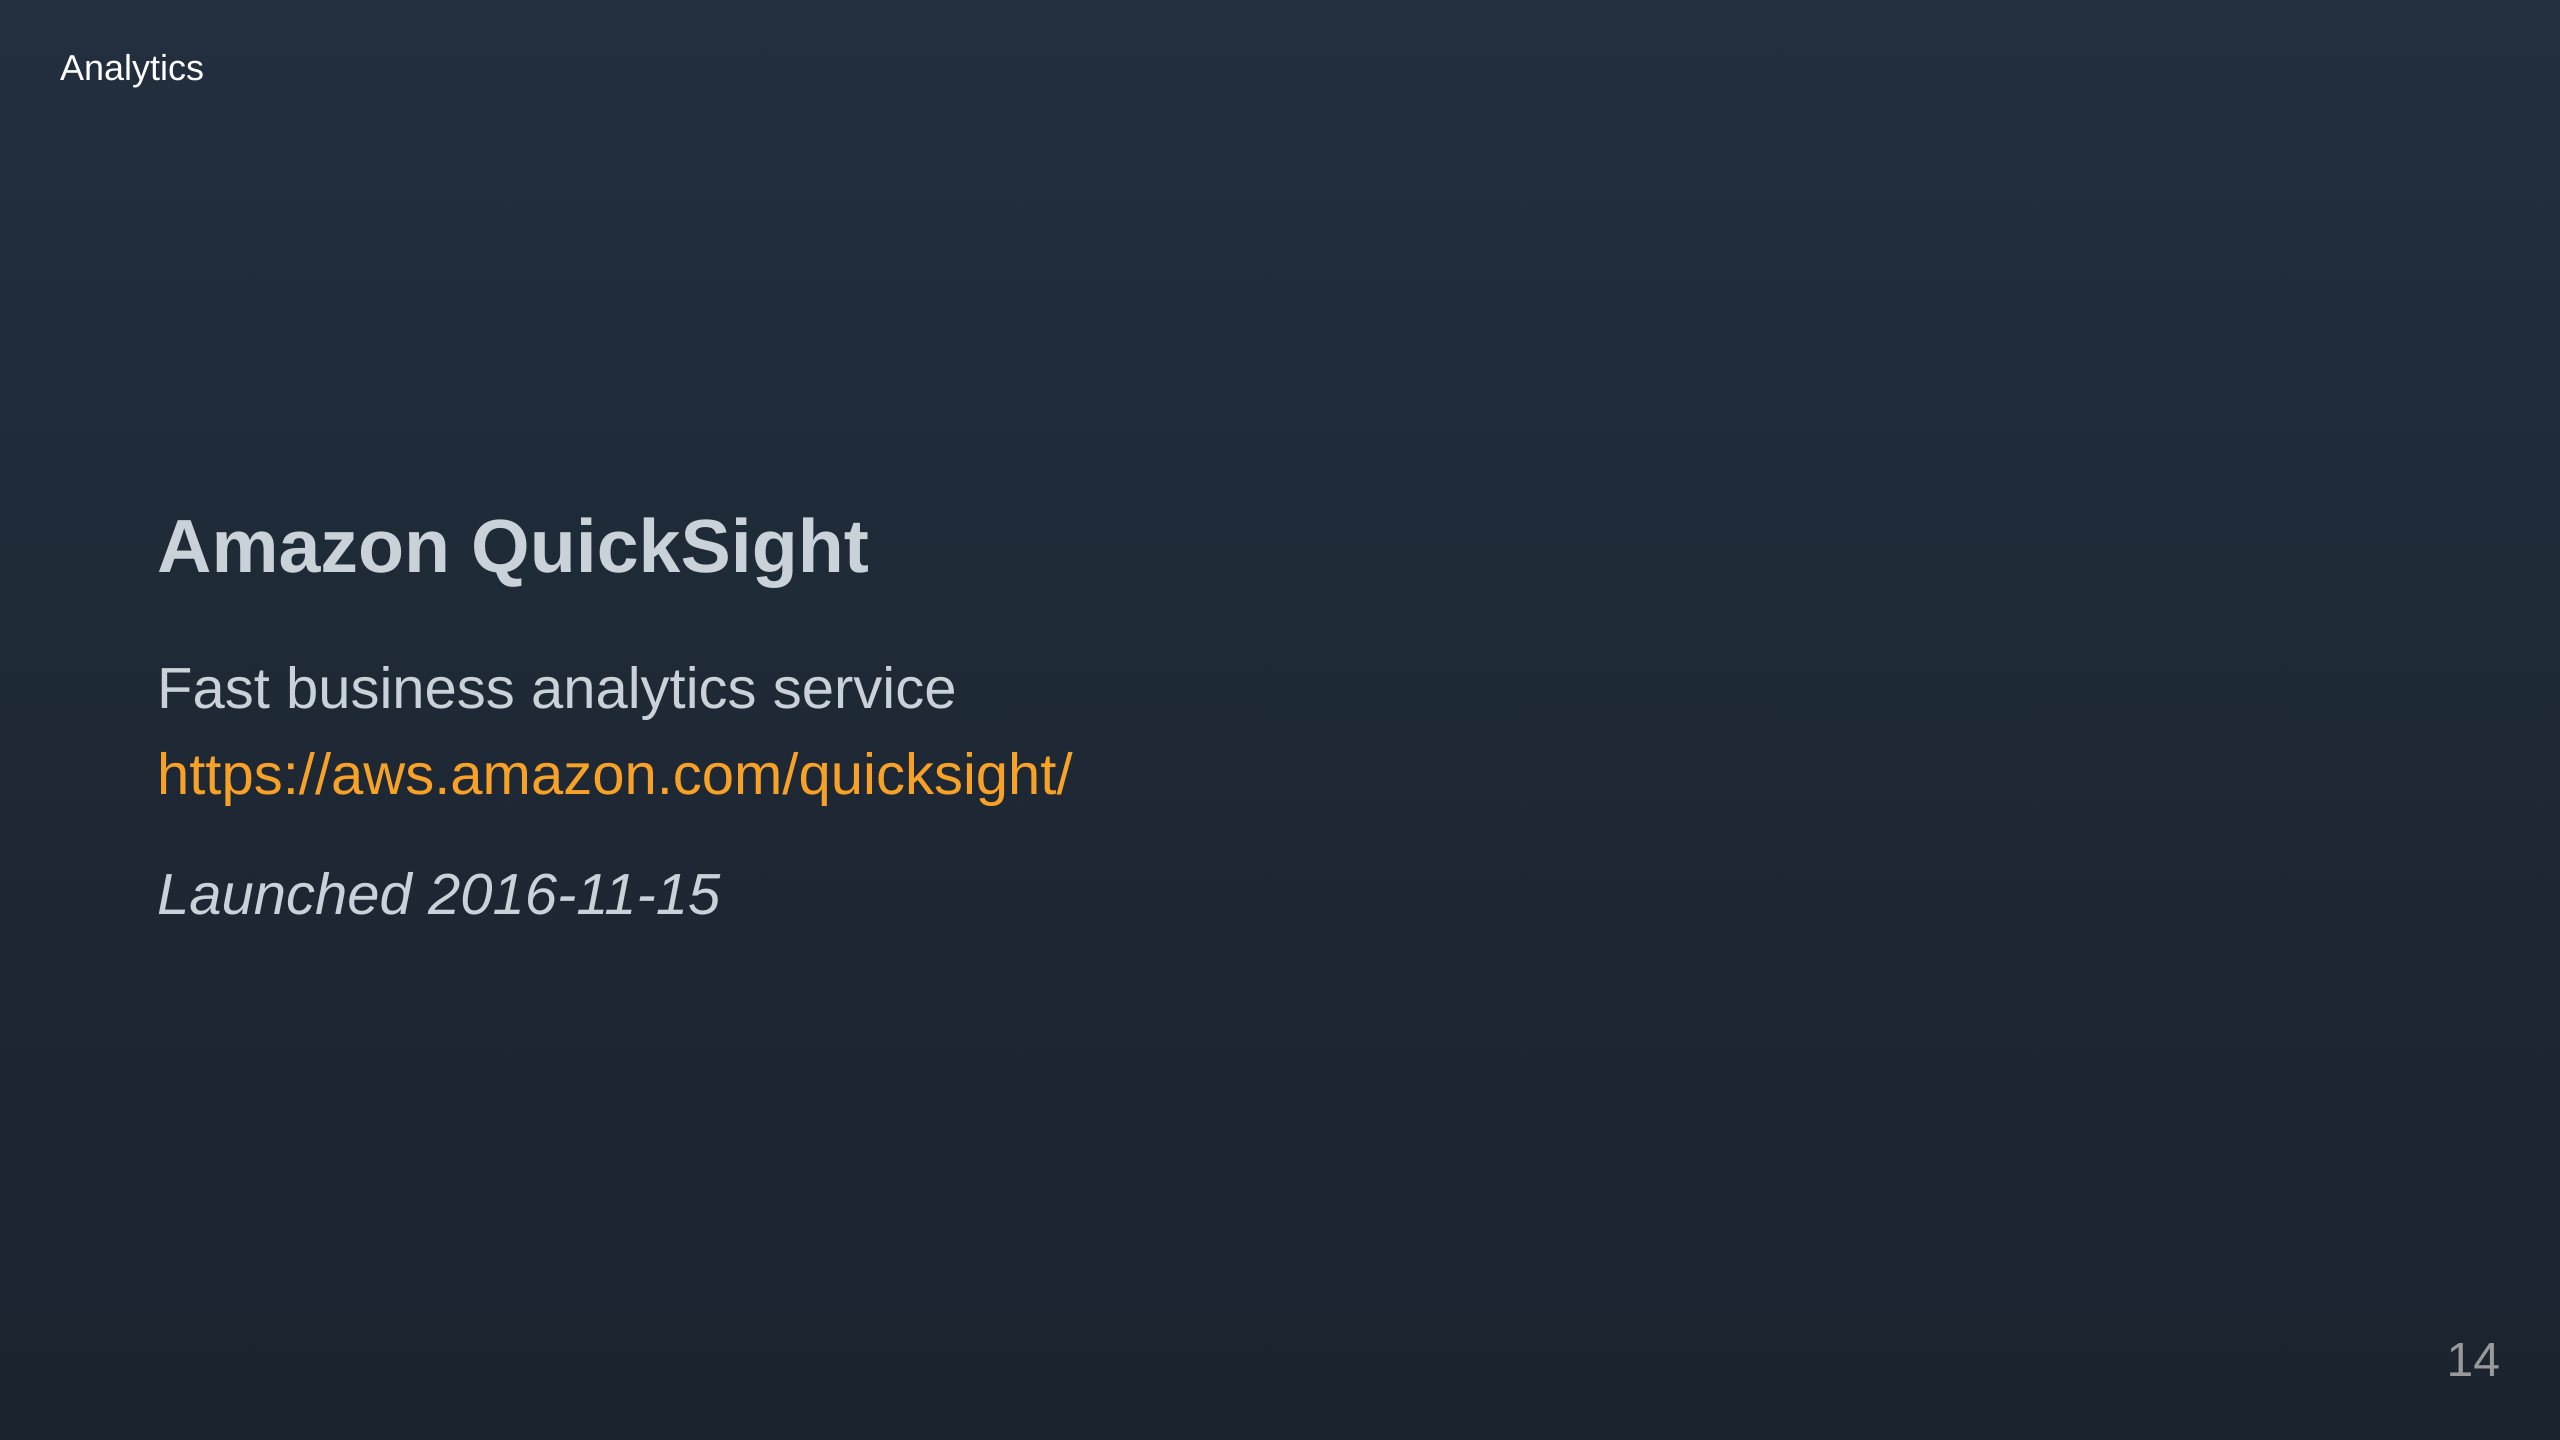 Analytics
Amazon QuickSight
Fast business analytics service
https://aws.amazon.com/quicksight/
Launched 2016-11-15
14